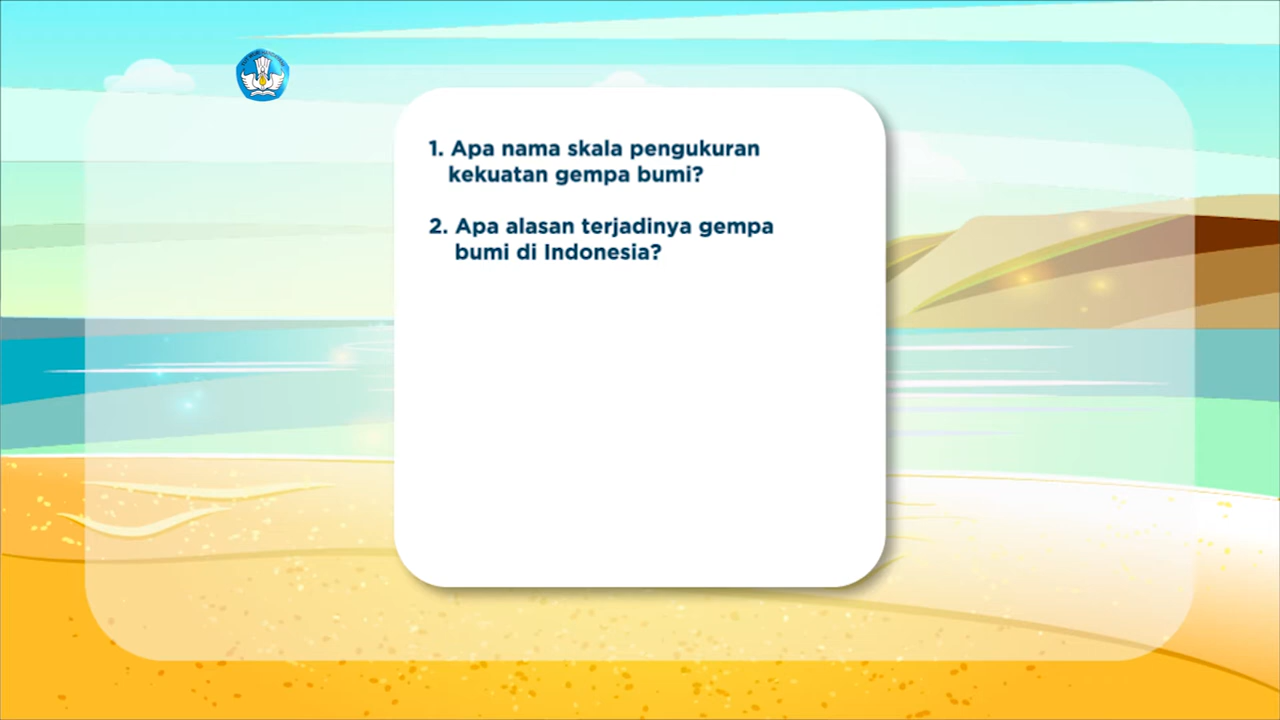 1. Apa nama skala pengukuran
kekuatan gempa bumi?
2. Apa alasan terjadinya gempa
bumi di Indonesia?